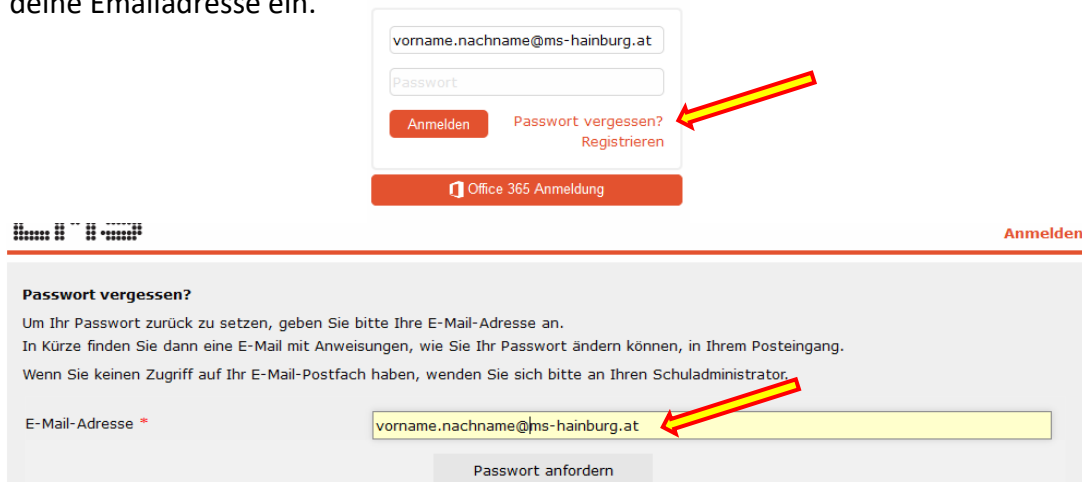 deine Emailadresse ein.
vorname.nachname@ms-hainburg.at
Passwort
Anmelden
Passwort vergessen?
Registrieren
Office 365 Anmeldung
Anmelden
Passwort vergessen?
Um Ihr Passwort zurück zu setzen, geben Sie bitte Ihre E-Mail-Adresse an.
In Kürze finden Sie dann eine E-Mail mit Anweisungen, wie Sie Ihr Passwort ändern können, in Ihrem Posteingang.
Wenn Sie keinen Zugriff auf Ihr E-Mail-Postfach haben, wenden Sie sich bitte an Ihren Schuladministrator.
E-Mail-Adresse *
vorname.nachname@ms-hainburg.at
Passwort anfordern